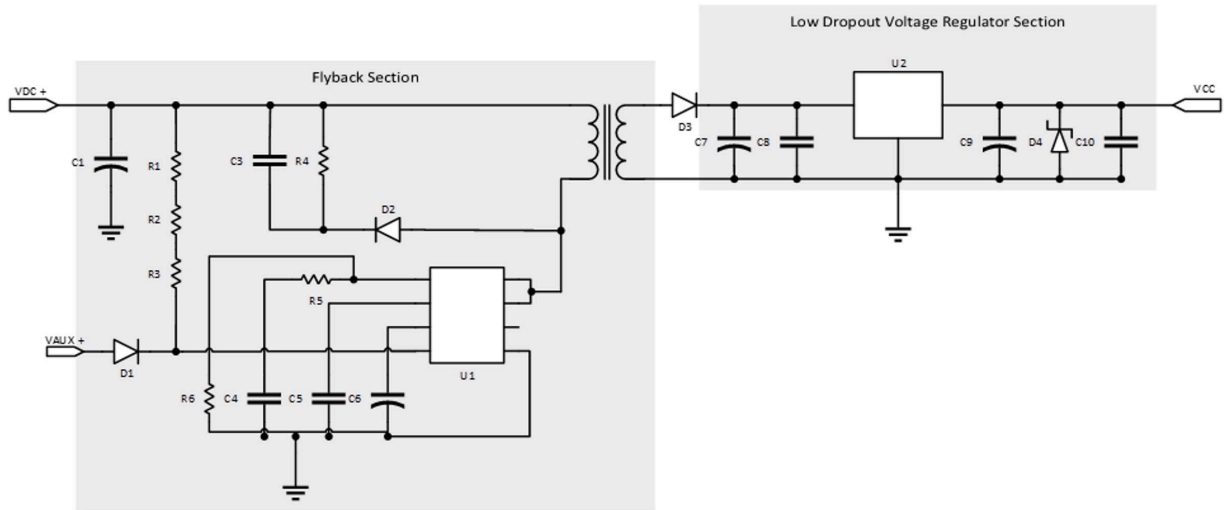 Low Dropout Voltage Regulator Section
Flyback Section
U2
VDC +
VCC
D3
C7
C8
C9
D4
C10
C1
R1
C3
R4
R2
D2
R3
R5
VAUX +
D1
U1
R6
C4
C5
C6